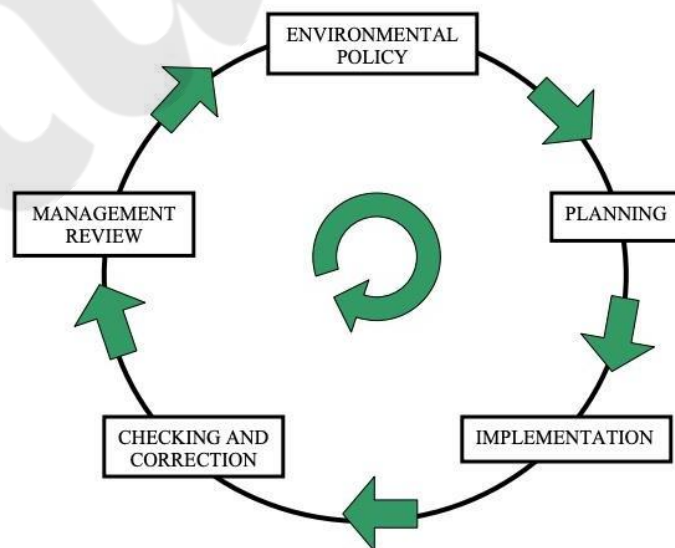 ENVIRONMENTAL
POLICY
PLANNING
IMPLEMENTATION
CHECKING AND
CORRECTION
MANAGEMENT
REVIEW